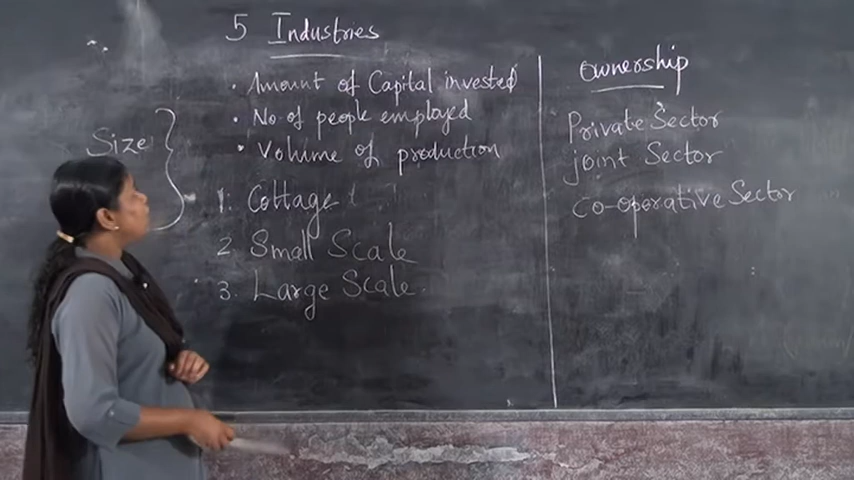 5 Industries
• Amount of Capital invested
• No of people employed
• Volume of production
Size
1. Cottage
2 Small Scale
3. Large Scale.
Ownership
Private Sector
joint Sector
co-operative Sector